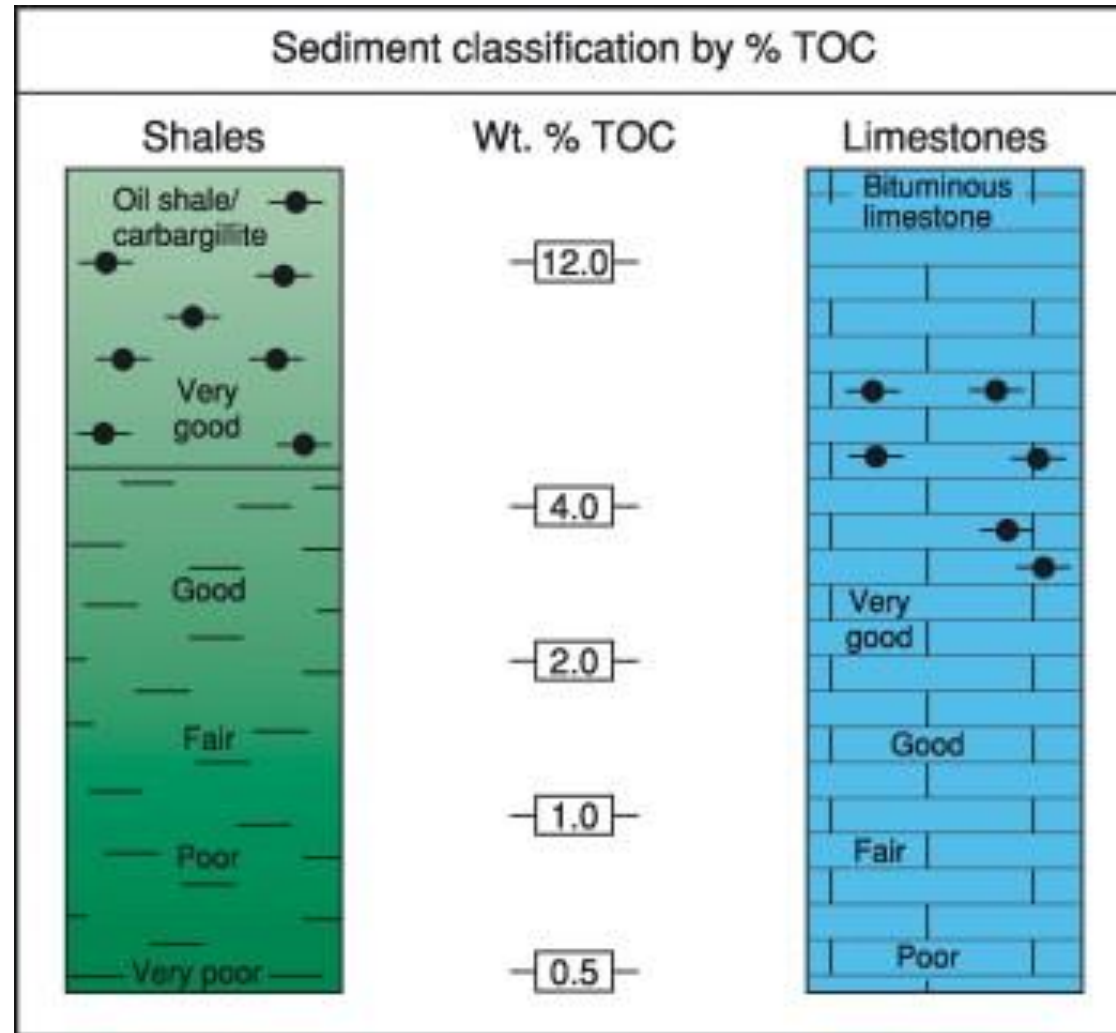 Sediment classification by % TOC
Shales
Wt. % TOC
Limestones
Oil shale/
carbargillite
Very
good
Good
Fair
Poor
Very poor
12.0
4.0
2.0
1.0
0.5
Bituminous
limestone
Very
good
Good
Fair
Poor